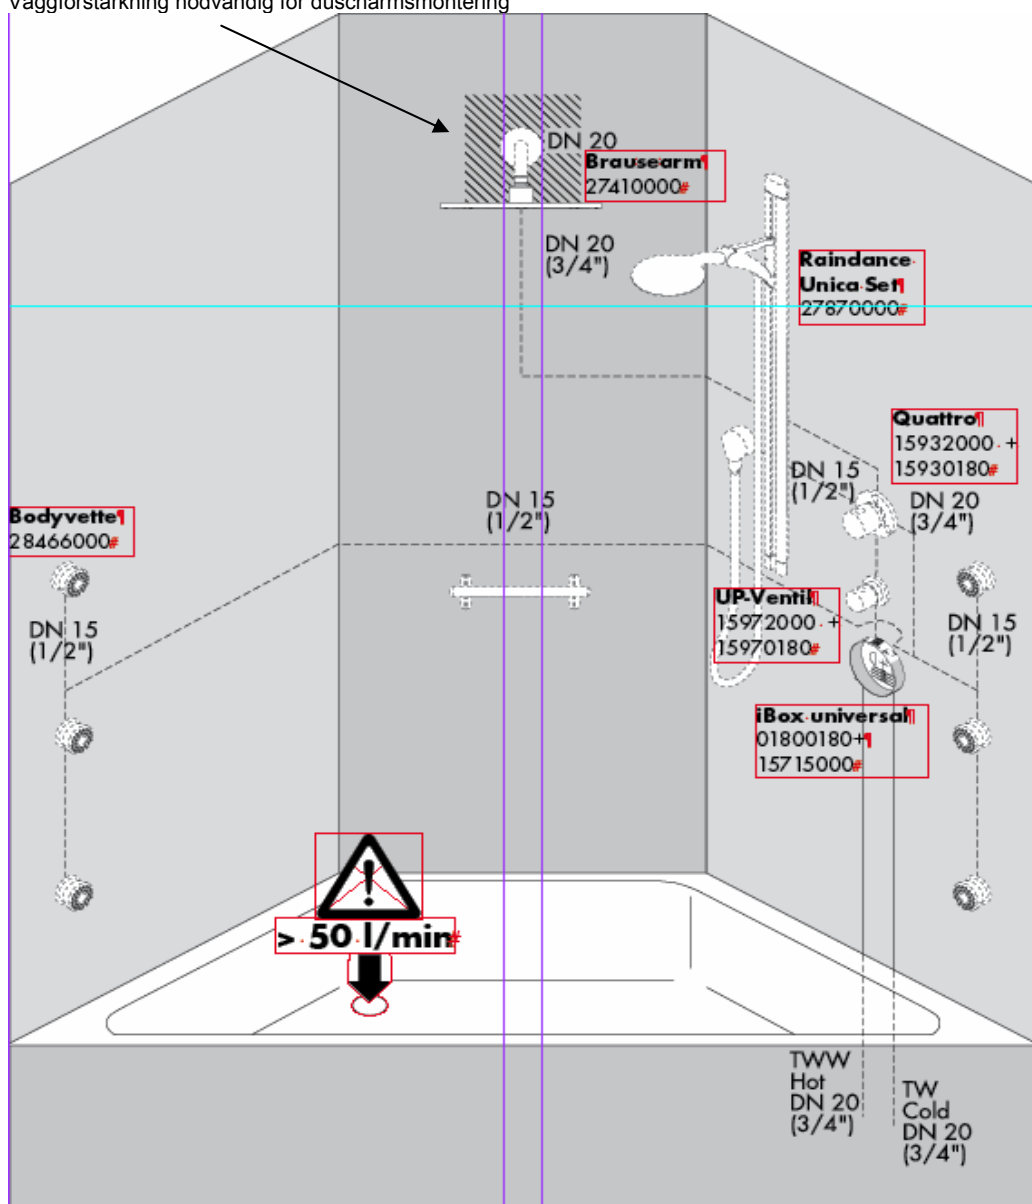 Väggförstärkning nödvändig för duscharmsmontering
DN 20
Brausearm¶
27410000#
DN 20
(3/4")
Raindance·
Unica·Set¶
27870000#
Quattro¶
15932000·+
15930180#
DN 15
(1/2")
DN 20
(3/4")
DN 15
(1/2")
Bodyvette¶
28466000#
UP-Ventil¶
15972000·+
15970180#
DN 15
(1/2")
DN 15
(1/2")
iBox·universal¶
01800180+¶
15715000#
>·50·l/min#
TWW
Hot
DN 20
(3/4")
TW
Cold
DN 20
(3/4")